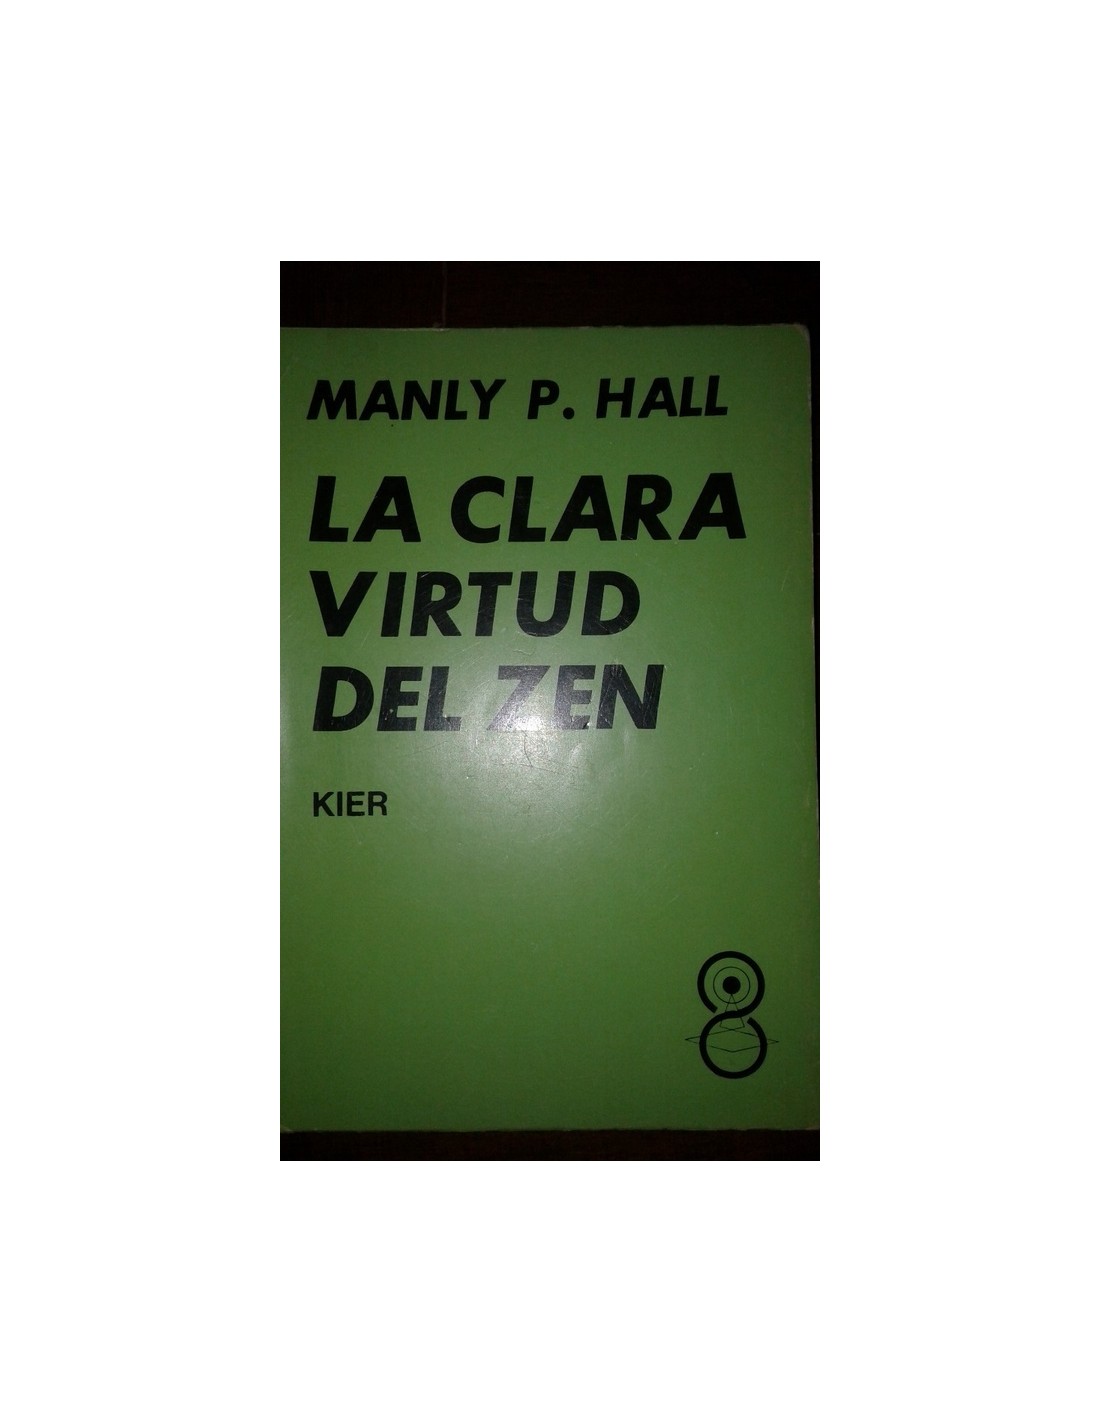 MANLY P. HALL
LA CLARA
VIRTUD
DEL ZEN
KIER